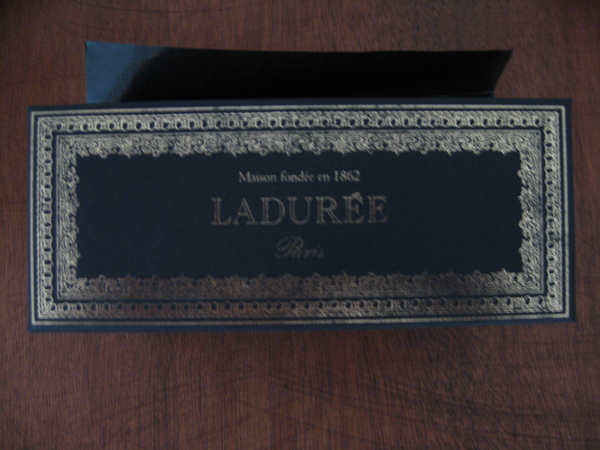 Maison fondée en 1862
LADURÉE
Paris